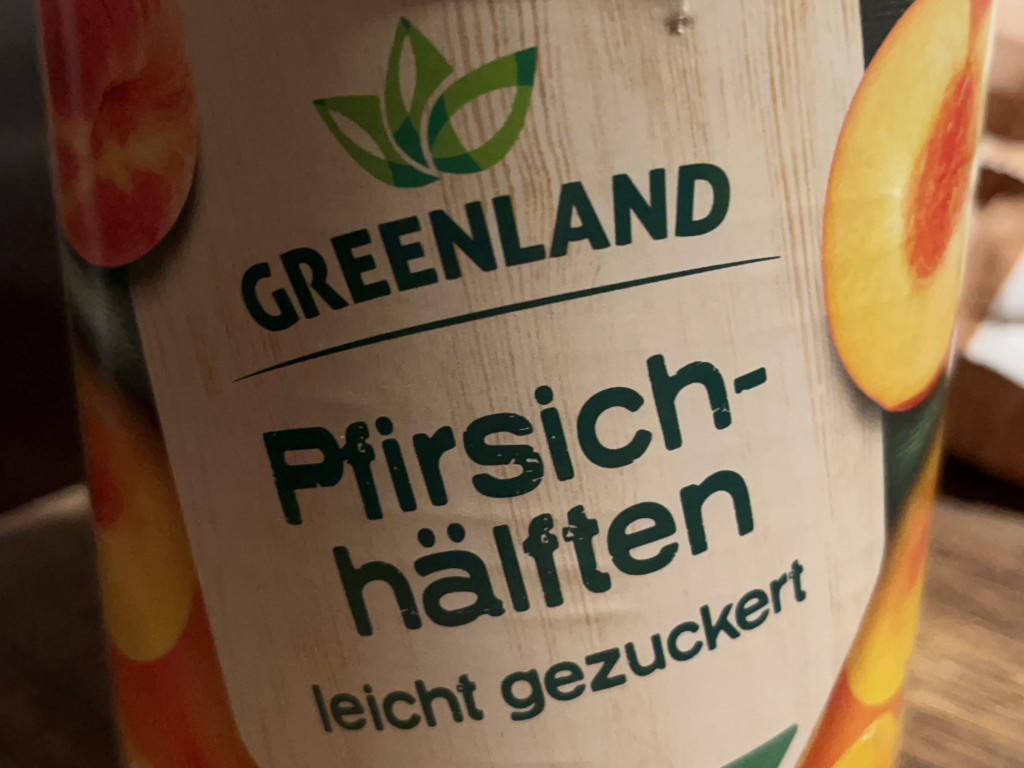 GREENLAND
Pfirsich-
hälften
leicht gezuckert